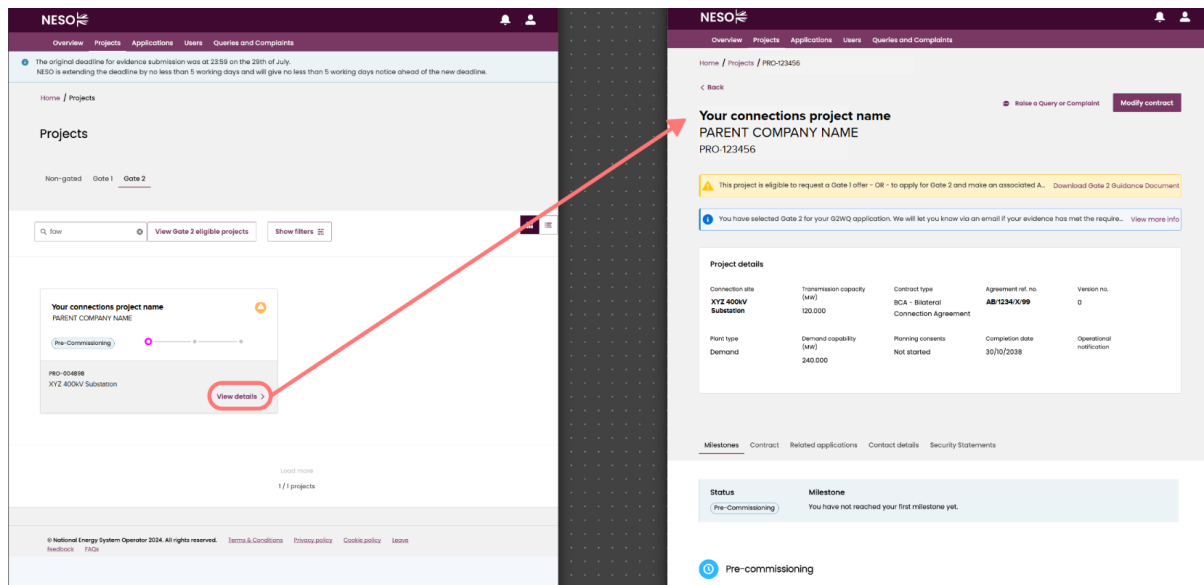 NESO
Overview Projects Applications Users Queries and Complaints
The original deadline for evidence submission was at 23:59 on the 29th of July.
NESO is extending the deadline by no less than 5 working days and will give no less than 5 working days notice ahead of the new deadline.
Home / Projects
Projects
Non-gated Gate 1 Gate 2
faw
View Gate 2 eligible projects
Show filters
Your connections project name
PARENT COMPANY NAME
Pre-Commissioning
PRO-004898
XYZ 400kV Substation
View details >
Load more
1 / 1 projects
© National Energy System Operator 2024. All rights reserved. Terms & Conditions Privacy policy Cookie policy Leave
feedback FAQs
NESO
Overview Projects Applications Users Queries and Complaints
Home / Projects / PRO-123456
< Back
Raise a Query or Complaint
Modify contract
Your connections project name
PARENT COMPANY NAME
PRO-123456
This project is eligible to request a Gate 1 offer - OR - to apply for Gate 2 and make an associated A... Download Gate 2 Guidance Document
You have selected Gate 2 for your G2WQ application. We will let you know via an email if your evidence has met the require... View more info
Project details
Connection site
XYZ 400kV
Substation
Transmission capacity
(MW)
120.000
Contract type
BCA - Bilateral
Connection Agreement
Agreement ref. no.
AB/1234/X/99
Version no.
0
Plant type
Demand
Demand capability
(MW)
240.000
Planning consents
Not started
Completion date
30/10/2038
Operational
notification
Milestones Contract Related applications Contact details Security Statements
Status Milestone
Pre-Commissioning You have not reached your first milestone yet.
Pre-commissioning